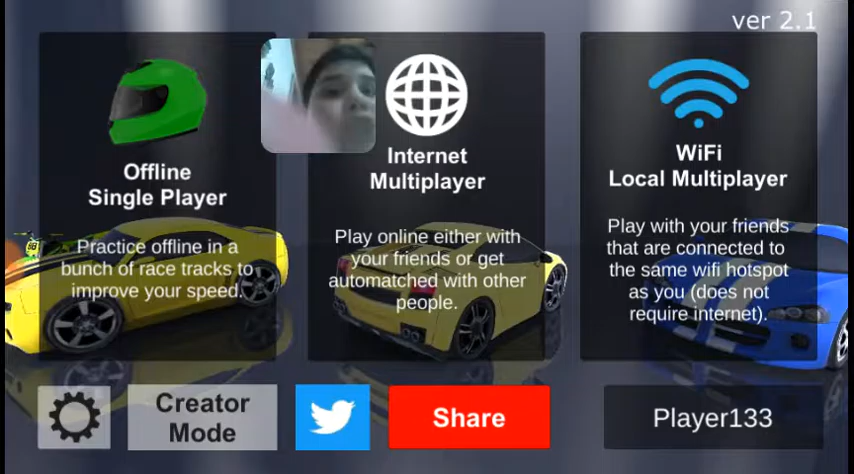 ver 2.1
Offline
Single Player
Practice offline in a
bunch of race tracks to
improve your speed.
Internet
Multiplayer
Play online either with
your friends or get
automatched with other
people.
WiFi
Local Multiplayer
Play with your friends
that are connected to
the same wifi hotspot
as you (does not
require internet).
Creator
Mode
Share
Player133